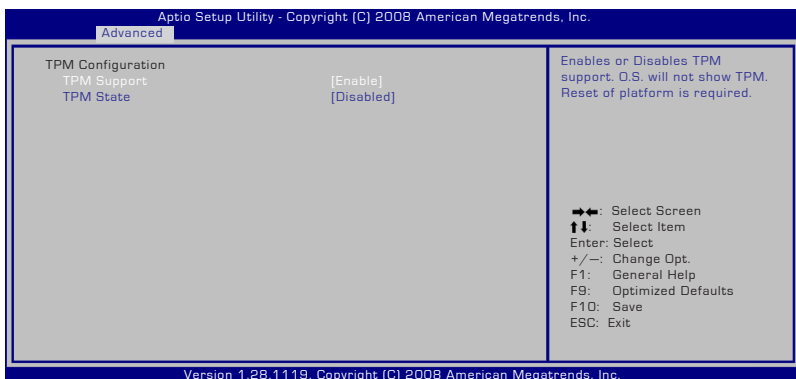 Aptio Setup Utility - Copyright (C) 2008 American Megatrends, Inc.
Advanced
TPM Configuration
TPM Support [Enable]
TPM State [Disabled]
Enables or Disables TPM
support. O.S. will not show TPM.
Reset of platform is required.
➡⬅: Select Screen
⬆⬇: Select Item
Enter: Select
+/—: Change Opt.
F1: General Help
F9: Optimized Defaults
F10: Save
ESC: Exit
Version 1.28.1119. Copyright (C) 2008 American Megatrends, Inc.